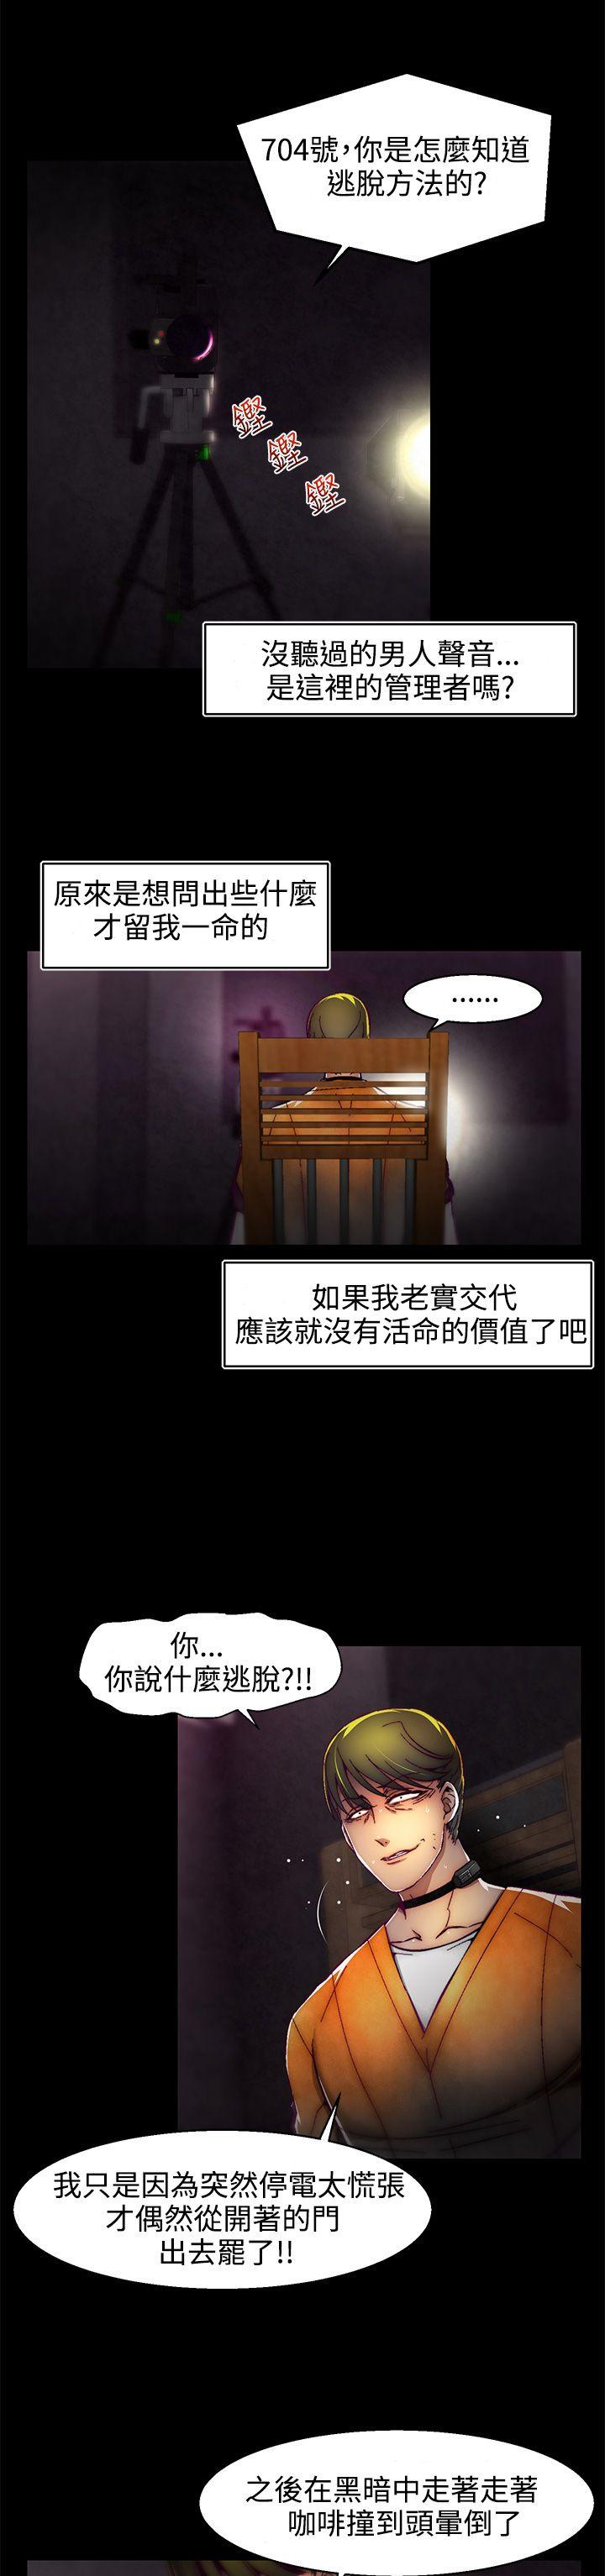 704號,你是怎麼知道
逃脫方法的?
鏗
鏗
鏗
沒聽過的男人聲音...
是這裡的管理者嗎?
原來是想問出些什麼
才留我一命的
......
如果我老實交代
應該就沒有活命的價值了吧
你...
你說什麼逃脫?!!
我只是因為突然停電太慌張
才偶然從開著的門
出去罷了!!
之後在黑暗中走著走著
咖啡撞到頭暈倒了